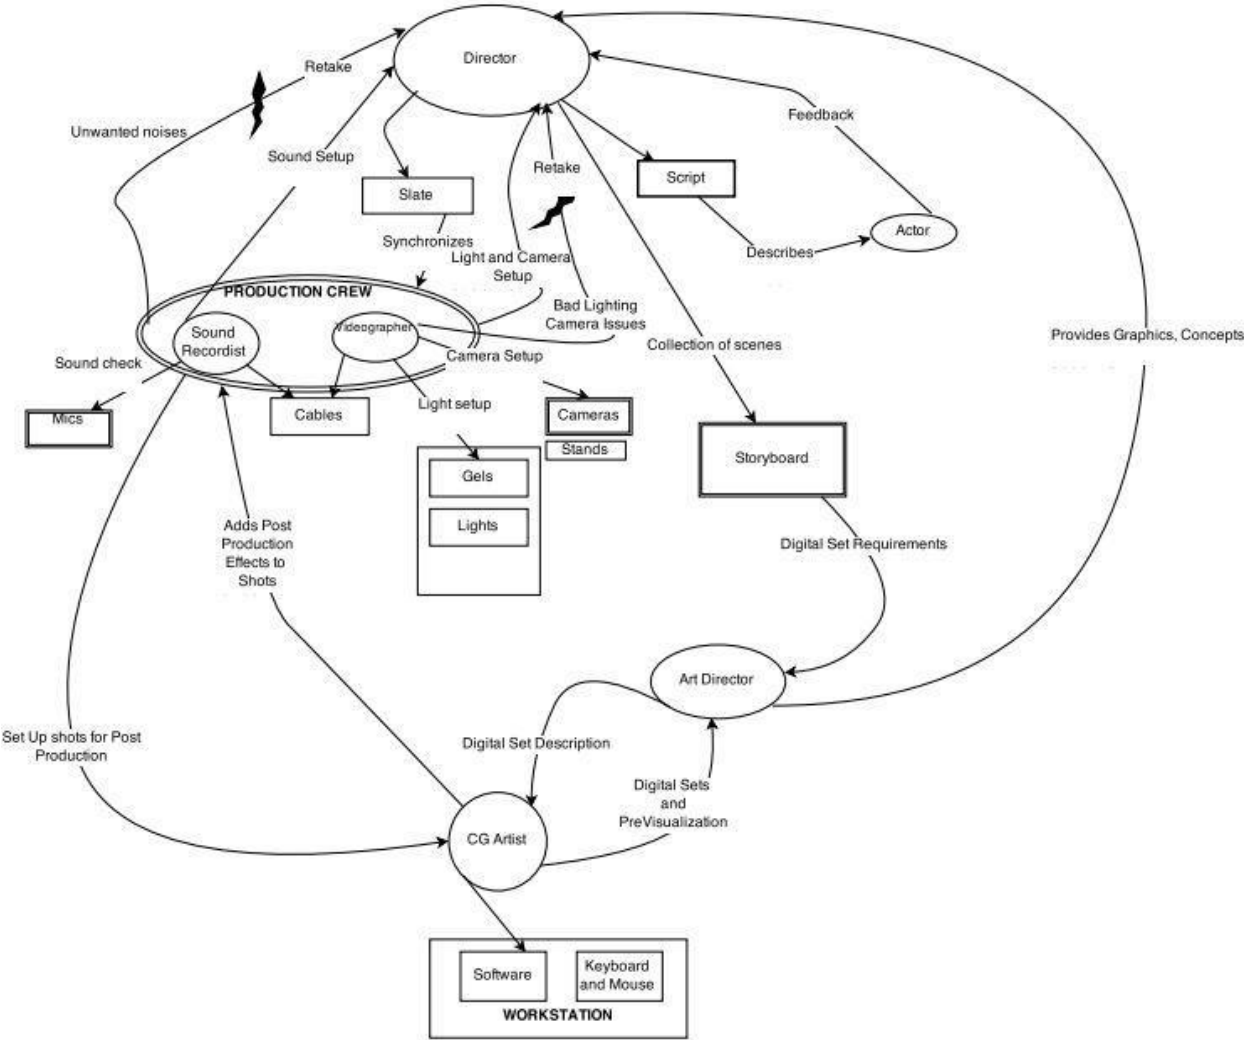 Director
Retake
Feedback
Unwanted noises
Sound Setup
Retake
Script
Slate
Actor
Synchronizes
Describes
Light and Camera
Setup
PRODUCTION CREW
Bad Lighting
Camera Issues
Sound
Recordist
Videographer
Provides Graphics, Concepts
Collection of scenes
Camera Setup
Sound check
Light setup
Mics
Cables
Cameras
Stands
Storyboard
Gels
Lights
Adds Post
Production
Effects to
Shots
Digital Set Requirements
Art Director
Set Up shots for Post
Production
Digital Set Description
Digital Sets
and
PreVisualization
CG Artist
Software
Keyboard
and Mouse
WORKSTATION